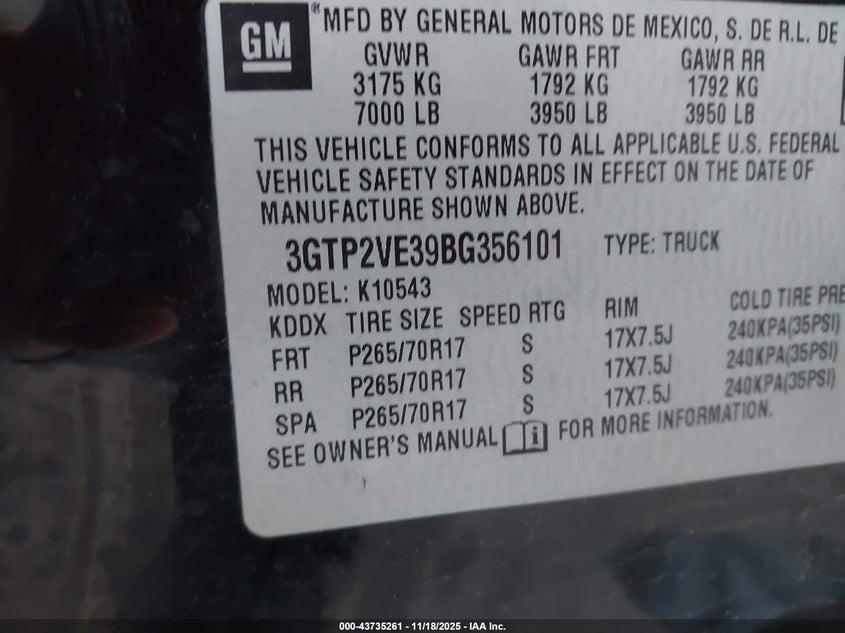 GM
® MFD BY GENERAL MOTORS DE MEXICO, S. DE R.L. DE
GVWR GAWR FRT GAWR RR
3175 KG 1792 KG 1792 KG
7000 LB 3950 LB 3950 LB
THIS VEHICLE CONFORMS TO ALL APPLICABLE U.S. FEDERAL
VEHICLE SAFETY STANDARDS IN EFFECT ON THE DATE OF
MANUFACTURE SHOWN ABOVE.
3GTP2VE39BG356101 TYPE: TRUCK
MODEL: K10543
KDDX TIRE SIZE SPEED RTG RIM COLD TIRE PRE
FRT P265/70R17 S 17X7.5J 240KPA(35PSI)
RR P265/70R17 S 17X7.5J 240KPA(35PSI)
SPA P265/70R17 S 17X7.5J 240KPA(35PSI)
SEE OWNER'S MANUAL FOR MORE INFORMATION.
000-43735261 - 11/18/2025 - IAA Inc.